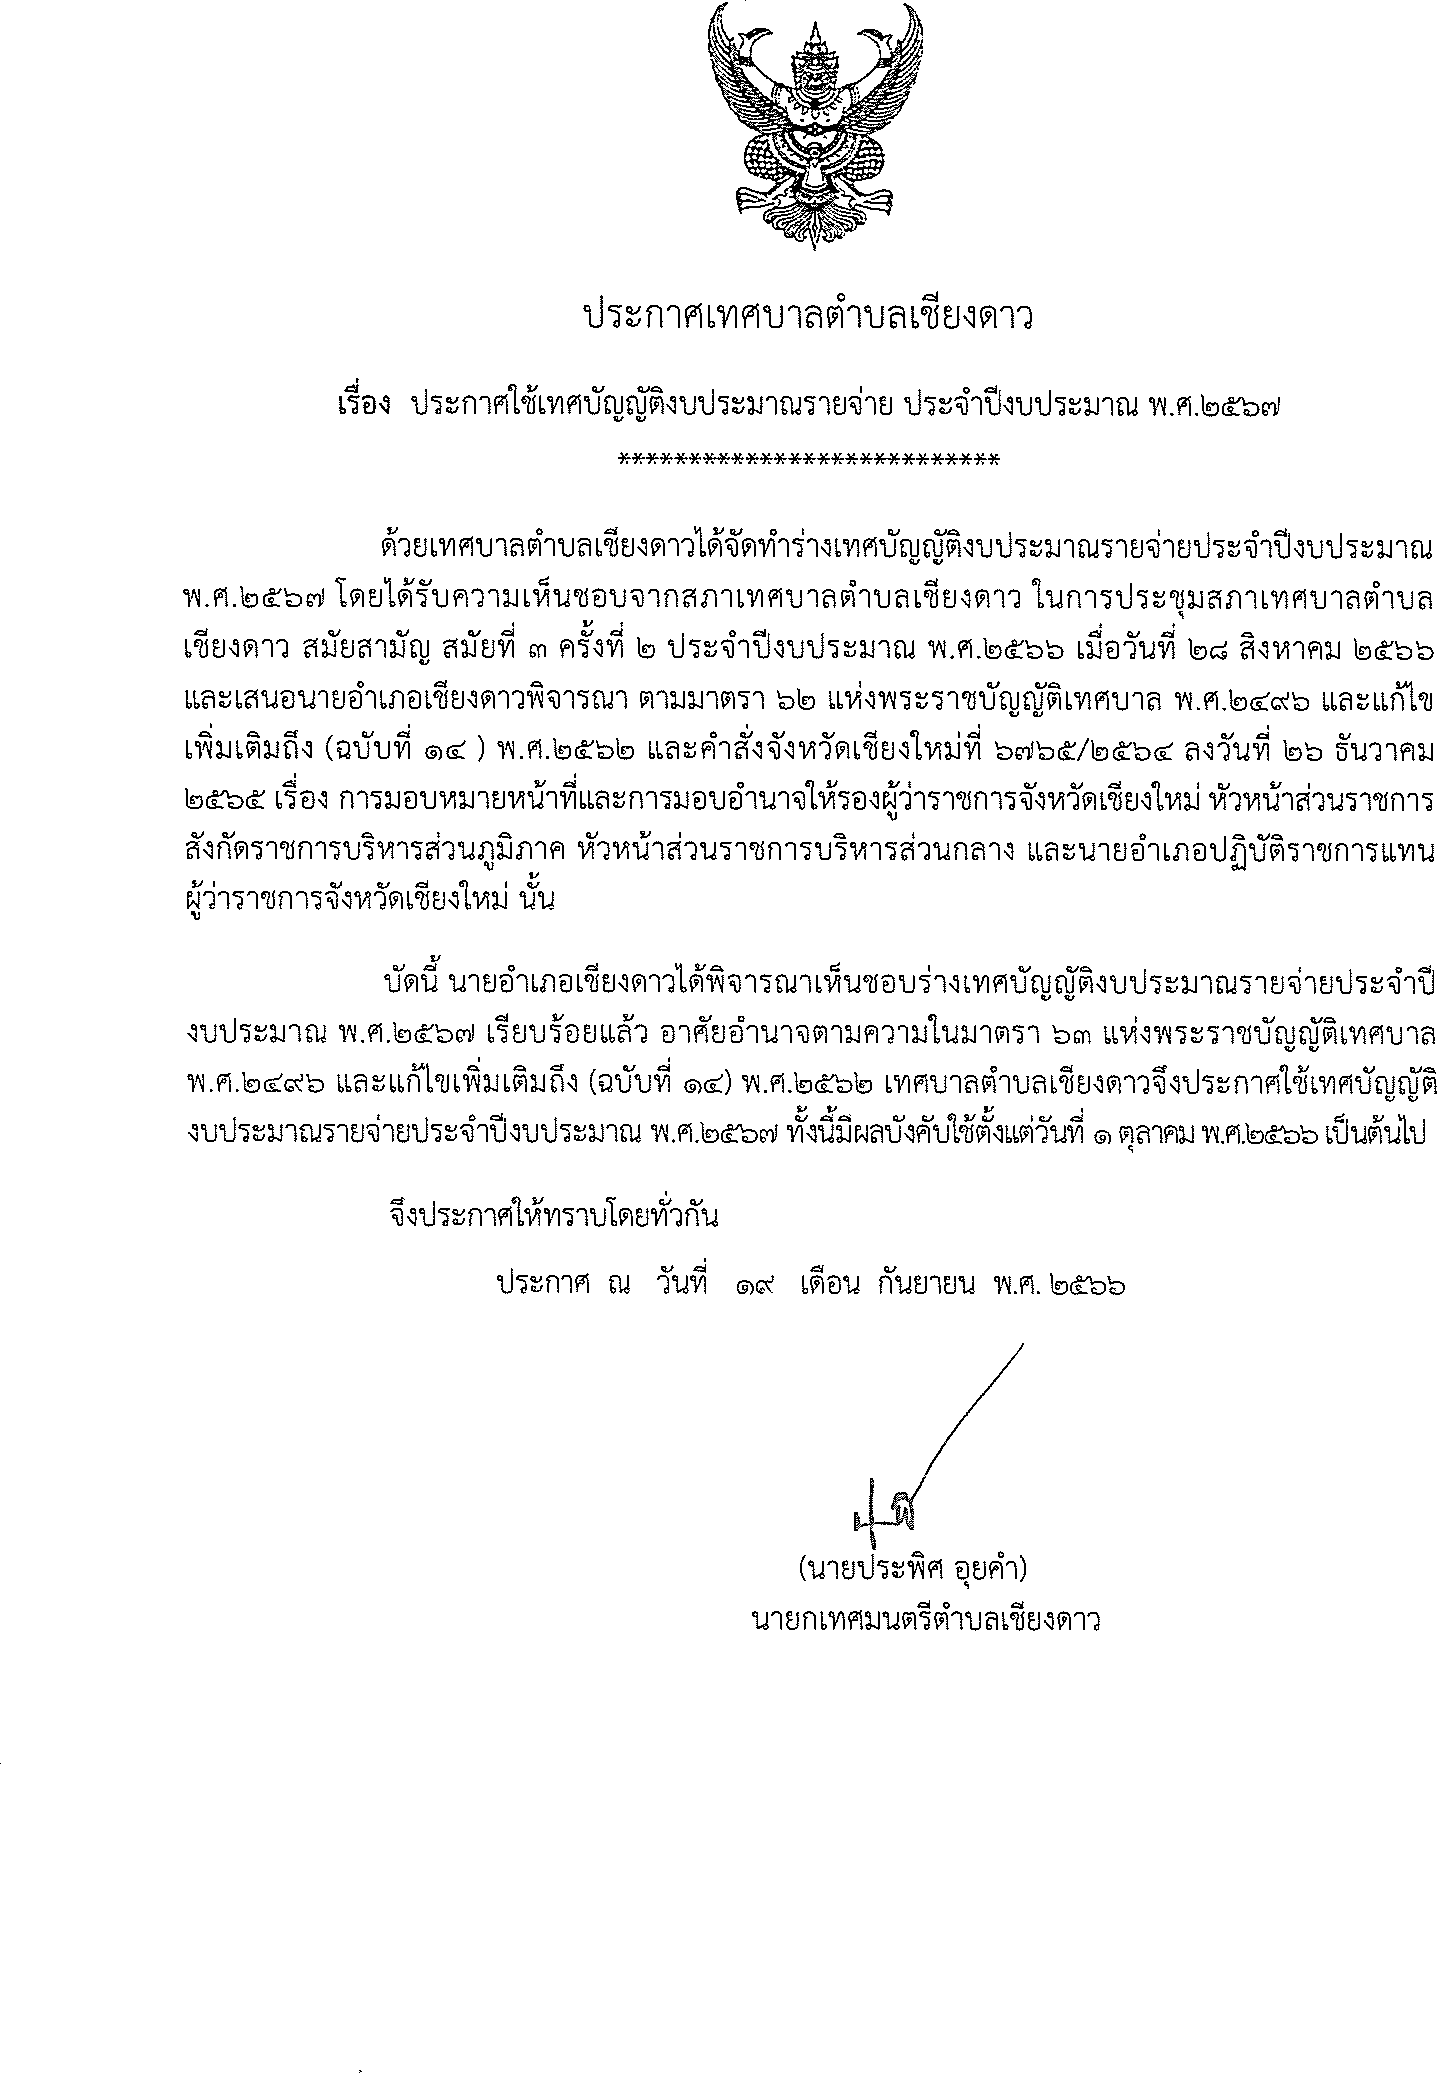 ประกาศเทศบาลตำบลเชียงดาว
เรื่อง ประกาศใช้เทศบัญญัติงบประมาณรายจ่าย ประจำปีงบประมาณ พ.ศ.๒๕๖๗
***************************
ด้วยเทศบาลตำบลเชียงดาวได้จัดทำร่างเทศบัญญัติงบประมาณรายจ่ายประจำปีงบประมาณ
พ.ศ.๒๕๖๗ โดยได้รับความเห็นชอบจากสภาเทศบาลตำบลเชียงดาว ในการประชุมสภาเทศบาลตำบล
เชียงดาว สมัยสามัญ สมัยที่ ๓ ครั้งที่ ๒ ประจำปีงบประมาณ พ.ศ.๒๕๖๖ เมื่อวันที่ ๒๘ สิงหาคม ๒๕๖๖
และเสนอนายอำเภอเชียงดาวพิจารณา ตามมาตรา ๖๒ แห่งพระราชบัญญัติเทศบาล พ.ศ.๒๔๙๖ และแก้ไข
เพิ่มเติมถึง (ฉบับที่ ๑๔ ) พ.ศ.๒๕๖๒ และคำสั่งจังหวัดเชียงใหม่ที่ ๖๗๖๕/๒๕๖๔ ลงวันที่ ๒๖ ธันวาคม
๒๕๖๕ เรื่อง การมอบหมายหน้าที่และการมอบอำนาจให้รองผู้ว่าราชการจังหวัดเชียงใหม่ หัวหน้าส่วนราชการ
สังกัดราชการบริหารส่วนภูมิภาค หัวหน้าส่วนราชการบริหารส่วนกลาง และนายอำเภอปฏิบัติราชการแทน
ผู้ว่าราชการจังหวัดเชียงใหม่ นั้น
บัดนี้ นายอำเภอเชียงดาวได้พิจารณาเห็นชอบร่างเทศบัญญัติงบประมาณรายจ่ายประจำปี
งบประมาณ พ.ศ.๒๕๖๗ เรียบร้อยแล้ว อาศัยอำนาจตามความในมาตรา ๖๓ แห่งพระราชบัญญัติเทศบาล
พ.ศ.๒๔๙๖ และแก้ไขเพิ่มเติมถึง (ฉบับที่ ๑๔) พ.ศ.๒๕๖๒ เทศบาลตำบลเชียงดาวจึงประกาศใช้เทศบัญญัติ
งบประมาณรายจ่ายประจำปีงบประมาณ พ.ศ.๒๕๖๗ ทั้งนี้มีผลบังคับใช้ตั้งแต่วันที่ ๑ ตุลาคม พ.ศ.๒๕๖๖ เป็นต้นไป
จึงประกาศให้ทราบโดยทั่วกัน
ประกาศ ณ วันที่ ๑๙ เดือน กันยายน พ.ศ. ๒๕๖๖
(นายประพิศ อุยคำ)
นายกเทศมนตรีตำบลเชียงดาว